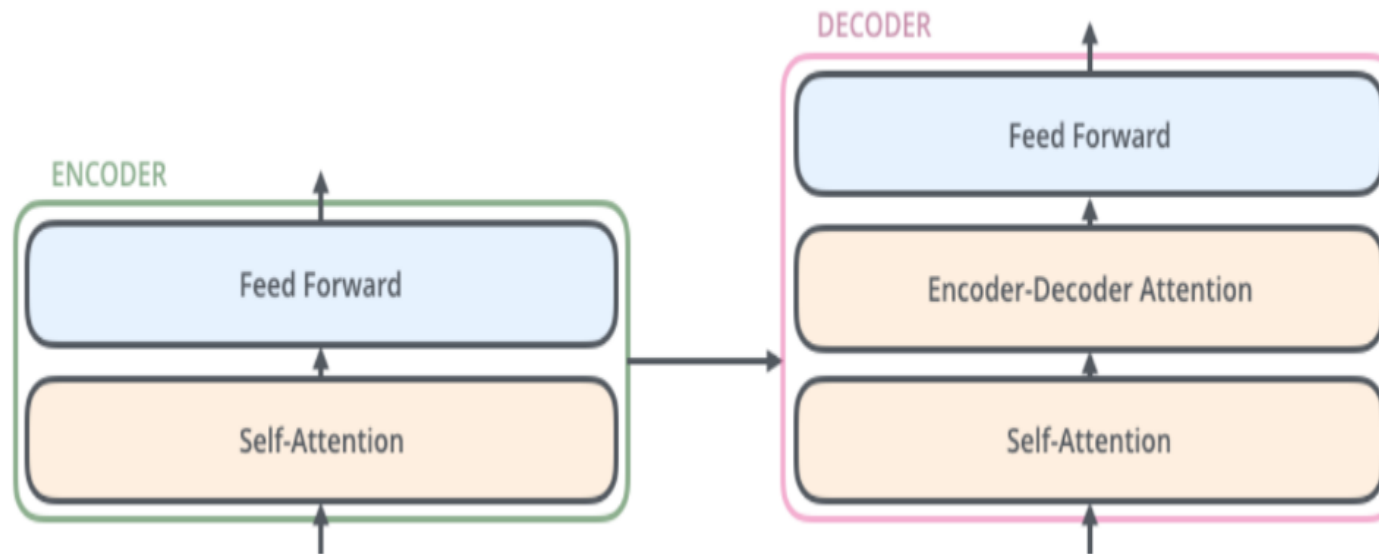 ENCODER
Feed Forward
Self-Attention
DECODER
Feed Forward
Encoder-Decoder Attention
Self-Attention